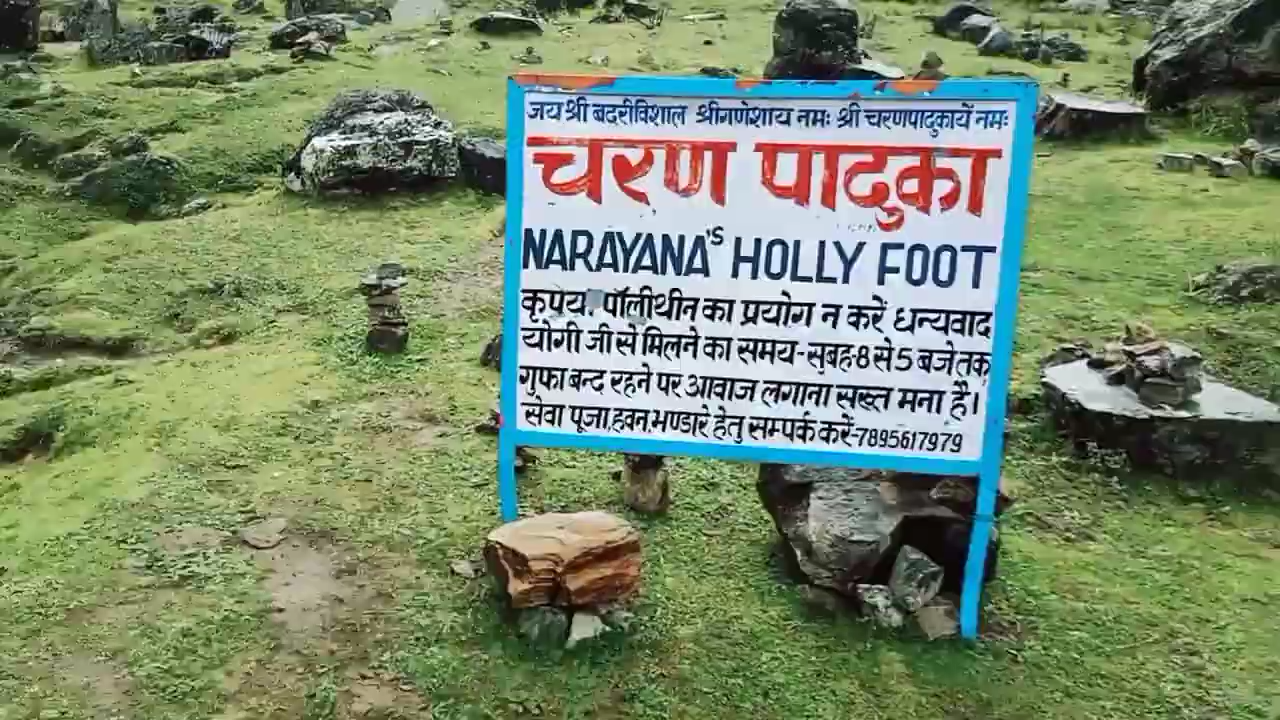 जय श्री बदरीविशाल श्रीगणेशाय नमः श्री चरणपादुकायें नमः
चरण पादुका
NARAYANA'S HOLLY FOOT
कृपया पॉलीथीन का प्रयोग न करें धन्यवाद
योगी जी से मिलने का समय-सुबह-8 से 5 बजे तक
गुफा बन्द रहने पर आवाज लगाना सख्त मना है।
सेवा पूजा,हवन,भण्डारे हेतु सम्पर्क करें-7895617979